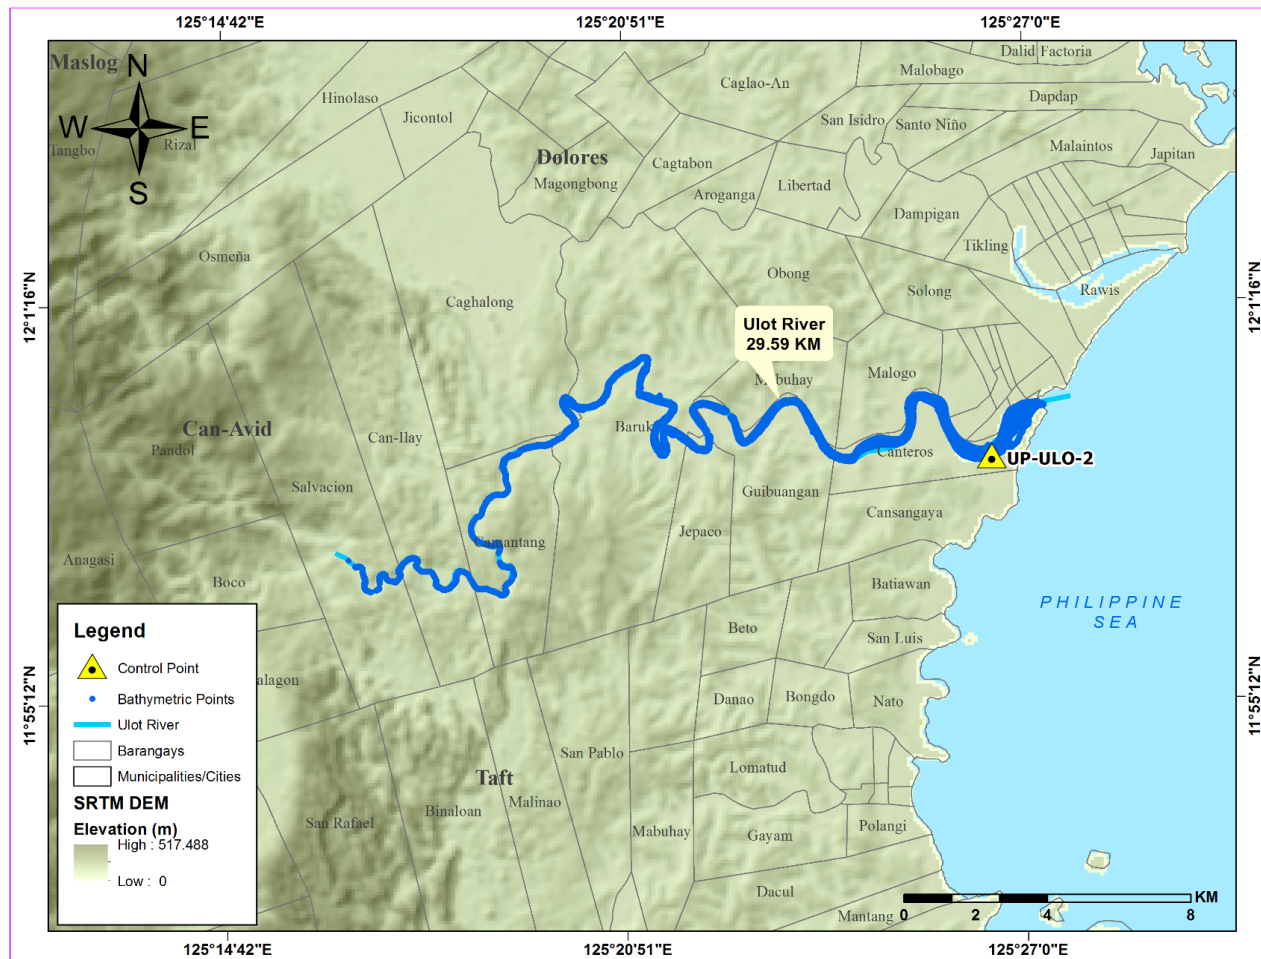 125°14'42"E
125°20'51"E
125°27'0"E
Maslog
N
W
E
S
Tangbo
Rizal
Hinolaso
Jicontol
Dolores
Magongbong
Caglao-An
Cagtabon
Aroganga
Libertad
San Isidro
Santo Niño
Malobago
Dalid
Factoria
Dapdap
Malaintos
Japitan
Dampigan
Tikling
Rawis
Osmeña
Caghalong
Obong
Solong
12°1'16"N
12°1'16"N
Ulot River
29.59 KM
Mabuhay
Malogo
Can-Avid
Pandol
Can-Ilay
Canteros
UP-ULO-2
Salvacion
Guibuangan
Cansangaya
Jepaco
Camantang
Anagasi
Boco
Batiawan
PHILIPPINE
SEA
Beto
San Luis
Danao
Bongdo
Nato
alagon
11°55'12"N
11°55'12"N
San Pablo
Lomatud
Taft
Binaloan
Malinao
San Rafael
Mabuhay
Gayam
Polangi
Dacul
Mantang
Legend
Control Point
Bathymetric Points
Ulot River
Barangays
Municipalities/Cities
SRTM DEM
Elevation (m)
High : 517.488
Low : 0
KM
0
2
4
8
125°14'42"E
125°20'51"E
125°27'0"E